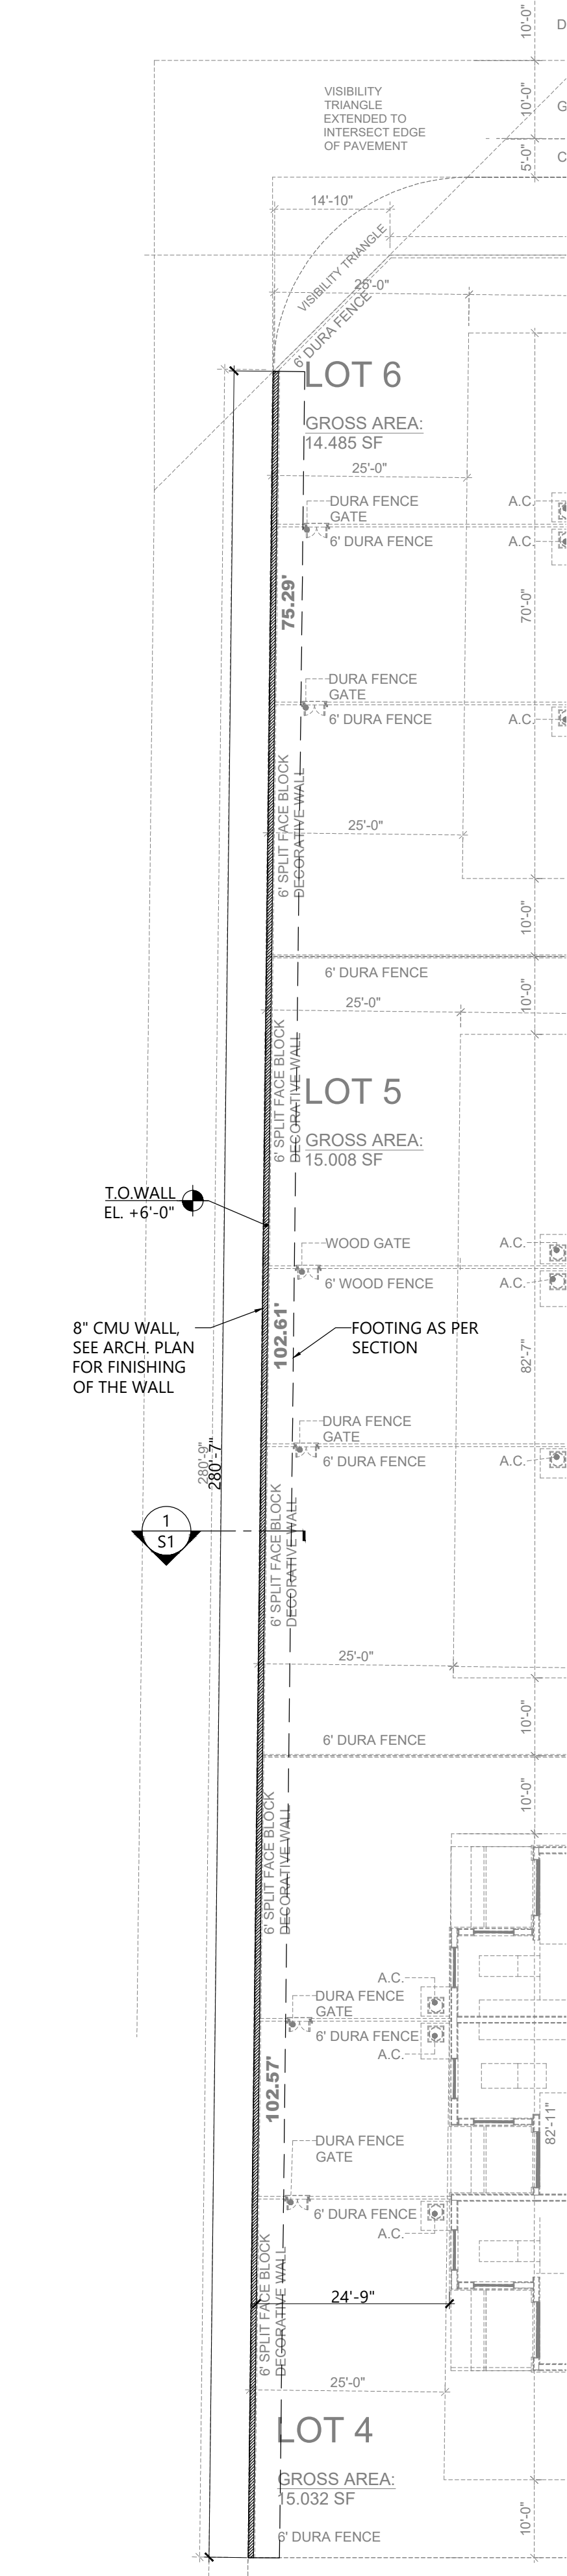 10'-0"
D
VISIBILITY
TRIANGLE
EXTENDED TO
INTERSECT EDGE
OF PAVEMENT
10'-0"
G
5'-0"
C
14'-10"
VISIBILITY TRIANGLE
25'-0"
6' DURA FENCE
LOT 6
GROSS AREA:
14.485 SF
25'-0"
DURA FENCE
GATE
A.C.
6' DURA FENCE
A.C.
75.29'
70'-0"
DURA FENCE
GATE
6' DURA FENCE
A.C.
6' SPLIT FACE BLOCK
DECORATIVE WALL
25'-0"
10'-0"
6' DURA FENCE
10'-0"
25'-0"
6' SPLIT FACE BLOCK
DECORATIVE WALL
LOT 5
GROSS AREA:
15.008 SF
T.O.WALL
EL. +6'-0"
WOOD GATE
A.C.
6' WOOD FENCE
A.C.
8" CMU WALL,
SEE ARCH. PLAN
FOR FINISHING
OF THE WALL
102.61'
FOOTING AS PER
SECTION
82'-7"
DURA FENCE
GATE
6' DURA FENCE
A.C.
280'-9"
280'-7"
1
S1
6' SPLIT FACE BLOCK
DECORATIVE WALL
25'-0"
10'-0"
6' DURA FENCE
10'-0"
6' SPLIT FACE BLOCK
DECORATIVE WALL
A.C.
DURA FENCE
GATE
6' DURA FENCE
A.C.
102.57'
82'-11"
DURA FENCE
GATE
6' DURA FENCE
A.C.
6' SPLIT FACE BLOCK
DECORATIVE WALL
24'-9"
25'-0"
LOT 4
GROSS AREA:
15.032 SF
10'-0"
6' DURA FENCE